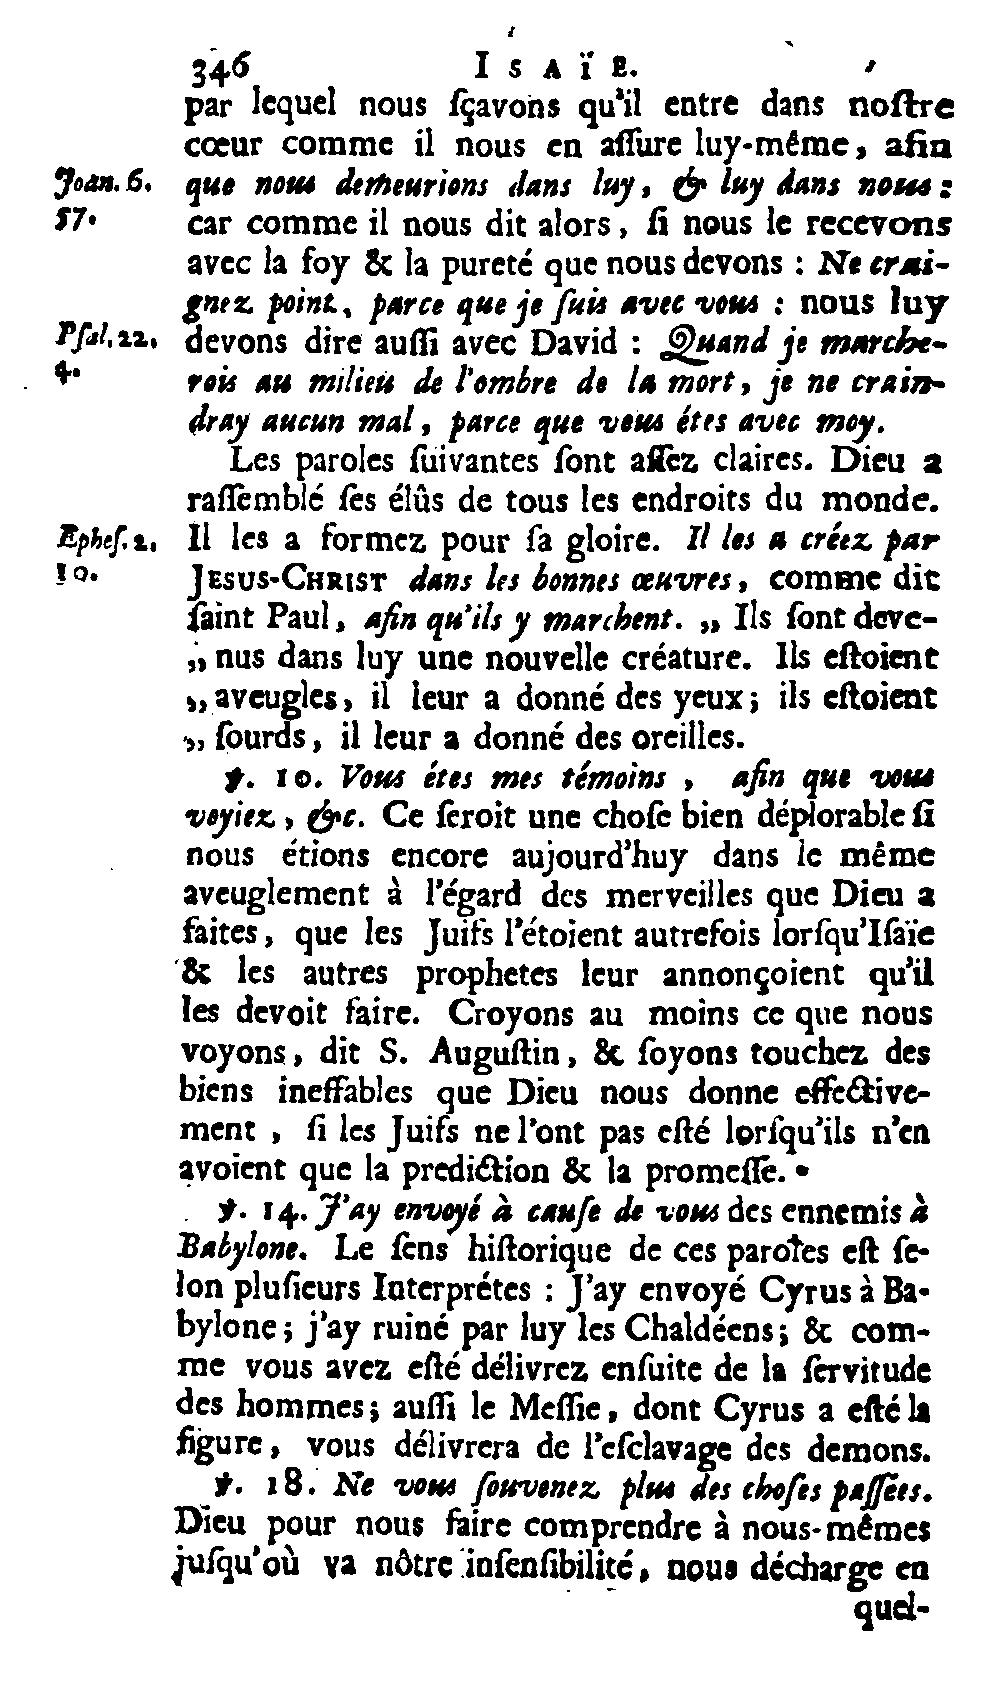 346 ISAÏE.
par lequel nous ſçavons qu'il entre dans noſtre
cœur comme il nous en aſſure luy-même, afin
Joan. 6. que nous demeurions dans luy, & luy dans nous :
57. car comme il nous dit alors, ſi nous le recevons
avec la foy & la pureté que nous devons : Ne crai-
gnez point, parce que je ſuis avec vous : nous luy
Pſal. 22. devons dire auſſi avec David : Quand je marche-
4. rois au milieu de l'ombre de la mort, je ne crain-
dray aucun mal, parce que vous étes avec moy.
Les paroles ſuivantes ſont aſſez claires. Dieu a
raſſemblé ſes élûs de tous les endroits du monde.
Epheſ. 2. Il les a formez pour ſa gloire. Il les a créez par
10. JESUS-CHRIST dans les bonnes œuvres, comme dit
ſaint Paul, afin qu'ils y marchent. „ Ils ſont deve-
„ nus dans luy une nouvelle créature. Ils eſtoient
„ aveugles, il leur a donné des yeux; ils eſtoient
„ ſourds, il leur a donné des oreilles.
℣. 10. Vous étes mes témoins, afin que vous
voyiez, &c. Ce ſeroit une choſe bien déplorable ſi
nous étions encore aujourd'huy dans le même
aveuglement à l'égard des merveilles que Dieu a
faites, que les Juifs l'étoient autrefois lorſqu'Iſaïe
& les autres prophetes leur annonçoient qu'il
les devoit faire. Croyons au moins ce que nous
voyons, dit S. Auguſtin, & ſoyons touchez des
biens ineffables que Dieu nous donne effective-
ment, ſi les Juifs ne l'ont pas eſté lorſqu'ils n'en
avoient que la prediction & la promeſſe.
℣. 14. J'ay envoyé à cauſe de vous des ennemis à
Babylone. Le ſens hiſtorique de ces paroles eſt ſe-
lon pluſieurs Interprétes : J'ay envoyé Cyrus à Ba-
bylone; j'ay ruiné par luy les Chaldéens; & com-
me vous avez eſté délivrez enſuite de la ſervitude
des hommes; auſſi le Meſſie, dont Cyrus a eſté la
figure, vous délivrera de l'eſclavage des demons.
℣. 18. Ne vous ſouvenez plus des choſes paſſées.
Dieu pour nous faire comprendre à nous-mêmes
juſqu'où va nôtre inſenſibilité, nous décharge en
quel-